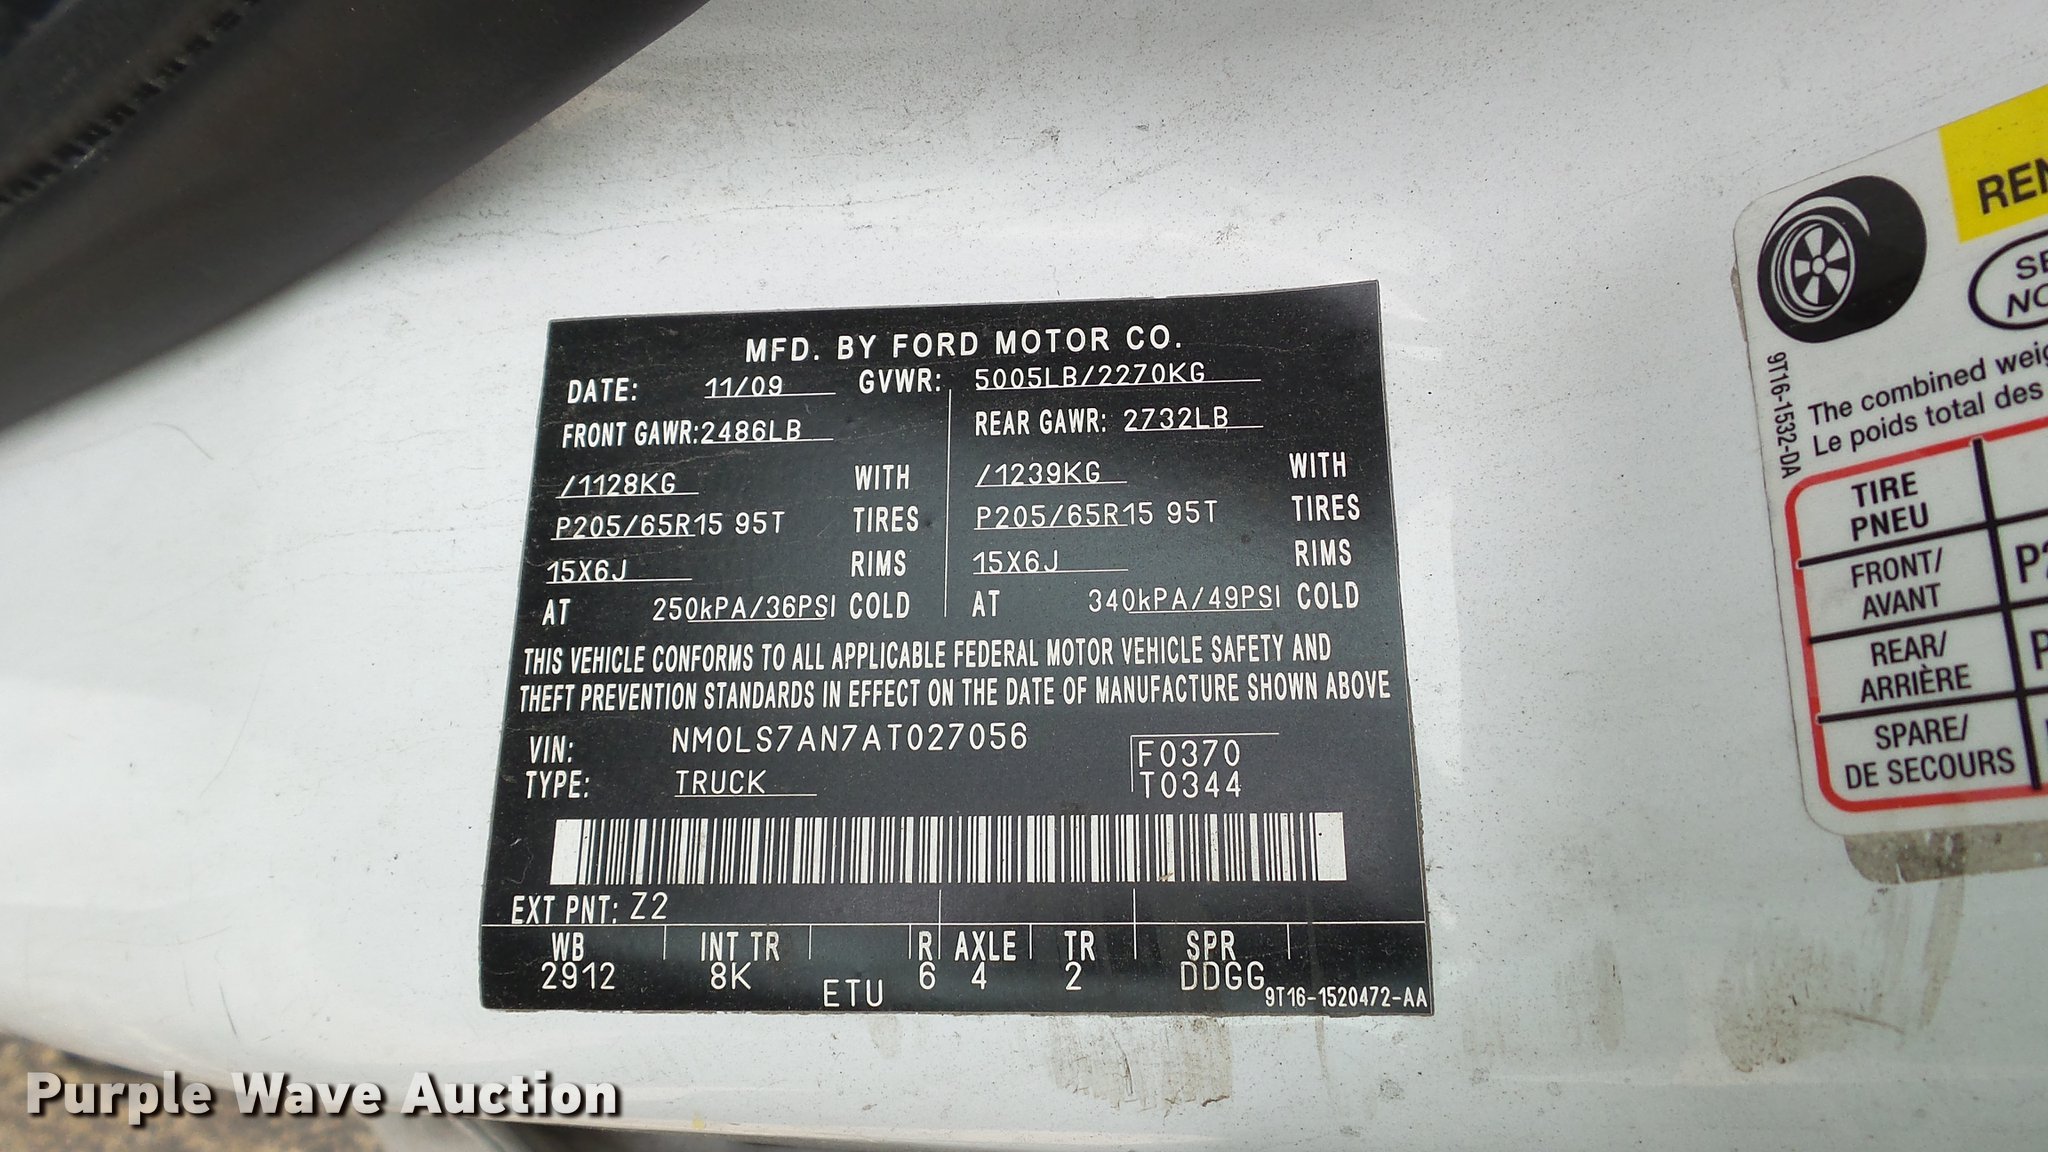 MFD. BY FORD MOTOR CO.
DATE: 11/09 GVWR: 5005LB/2270KG
FRONT GAWR: 2486LB REAR GAWR: 2732LB
/1128KG WITH /1239KG WITH
P205/65R15 95T TIRES P205/65R15 95T TIRES
15X6J RIMS 15X6J RIMS
AT 250kPA/36PSI COLD AT 340kPA/49PSI COLD
THIS VEHICLE CONFORMS TO ALL APPLICABLE FEDERAL MOTOR VEHICLE SAFETY AND
THEFT PREVENTION STANDARDS IN EFFECT ON THE DATE OF MANUFACTURE SHOWN ABOVE
VIN: NM0LS7AN7AT027056 F0370
TYPE: TRUCK T0344
EXT PNT: Z2
WB INT TR R AXLE TR SPR
2912 8K 6 4 2 DDGG
ETU 9T16-1520472-AA
REN
SE
NO
9T16-1532-DA
The combined weig
Le poids total des
TIRE
PNEU
FRONT/ P2
AVANT
REAR/ P
ARRIÈRE
SPARE/
DE SECOURS
Purple Wave Auction